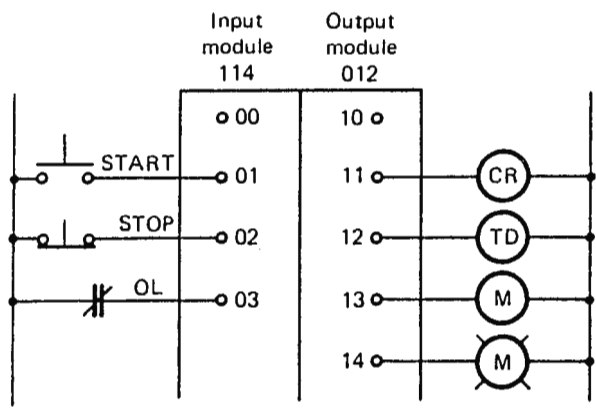 Input module 114
Output module 012
00
10
START
01
11
CR
STOP
02
12
TD
OL
03
13
M
14
M